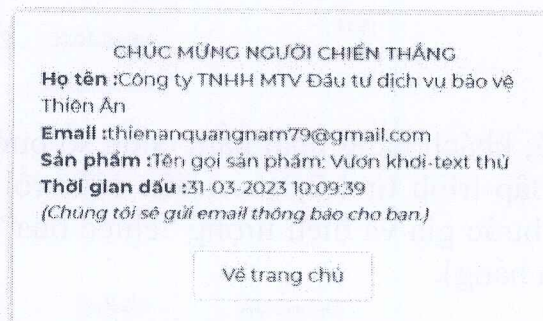 CHÚC MỪNG NGƯỜI CHIẾN THẮNG
Họ tên :Công ty TNHH MTV Đầu tư dịch vụ bảo vệ
Thiên Ân
Email :thienanquangnam79@gmail.com
Sản phẩm :Tên gọi sản phẩm: Vươn khơi-text thử
Thời gian đấu :31-03-2023 10:09:39
(Chúng tôi sẽ gửi email thông báo cho bạn.)
Về trang chủ